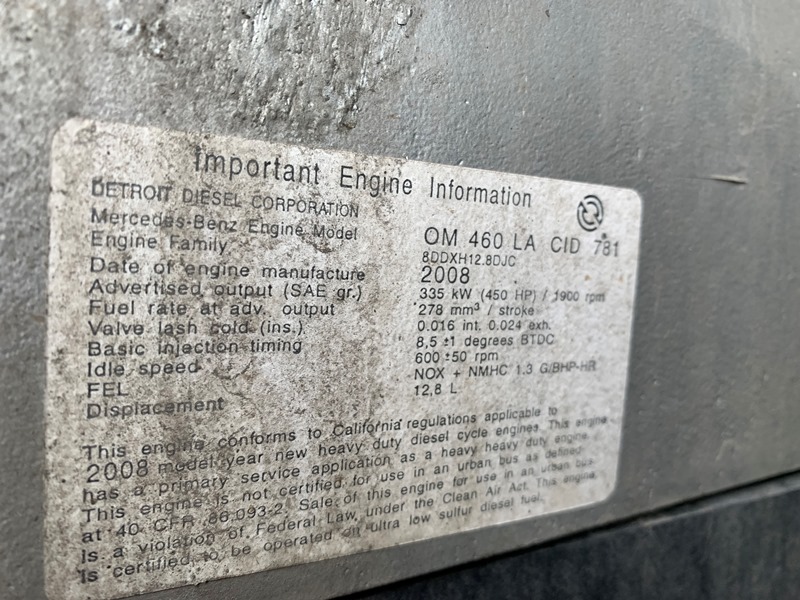 Important Engine Information
DETROIT DIESEL CORPORATION
Mercedes-Benz Engine Model OM 460 LA CID 781
Engine Family 8DDXH12.8DJC
Date of engine manufacture 2008
Advertised output (SAE gr.) 335 kW (450 HP) / 1900 rpm
Fuel rate at adv. output 278 mm³ / stroke
Valve lash cold (ins.) 0.016 int. 0.024 exh.
Basic injection timing 8,5 ±1 degrees BTDC
Idle speed 600 ±50 rpm
FEL NOX + NMHC 1.3 G/BHP-HR
Displacement 12,8 L
This engine conforms to California regulations applicable to
2008 model year new heavy duty diesel cycle engines. This engine
has a primary service application as a heavy heavy duty engine.
This engine is not certified for use in an urban bus as defined
at 40 CFR 86.093-2. Sale of this engine for use in an urban bus
is a violation of Federal Law under the Clean Air Act. This engine
is certified to be operated on ultra low sulfur diesel fuel.